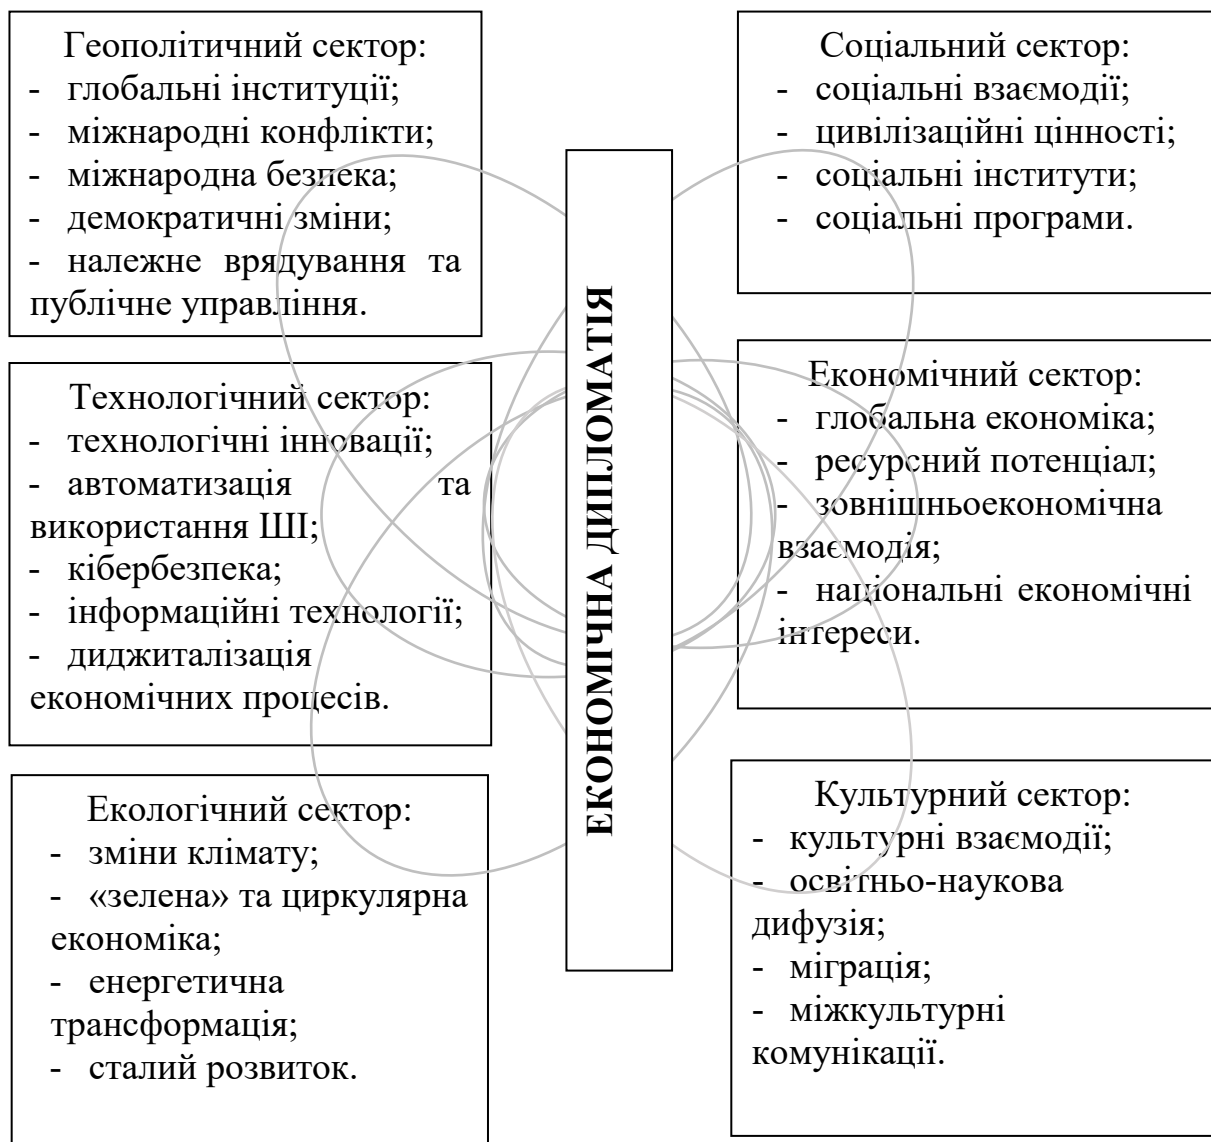 Геополітичний сектор:
- глобальні інституції;
- міжнародні конфлікти;
- міжнародна безпека;
- демократичні зміни;
- належне врядування та
публічне управління.
Технологічний сектор:
- технологічні інновації;
- автоматизація та
використання ШІ;
- кібербезпека;
- інформаційні технології;
- диджиталізація
економічних процесів.
Екологічний сектор:
- зміни клімату;
- «зелена» та циркулярна
економіка;
- енергетична
трансформація;
- сталий розвиток.
ЕКОНОМІЧНА ДИПЛОМАТІЯ
Соціальний сектор:
- соціальні взаємодії;
- цивілізаційні цінності;
- соціальні інститути;
- соціальні програми.
Економічний сектор:
- глобальна економіка;
- ресурсний потенціал;
- зовнішньоекономічна
взаємодія;
- національні економічні
інтереси.
Культурний сектор:
- культурні взаємодії;
- освітньо-наукова
дифузія;
- міграція;
- міжкультурні
комунікації.